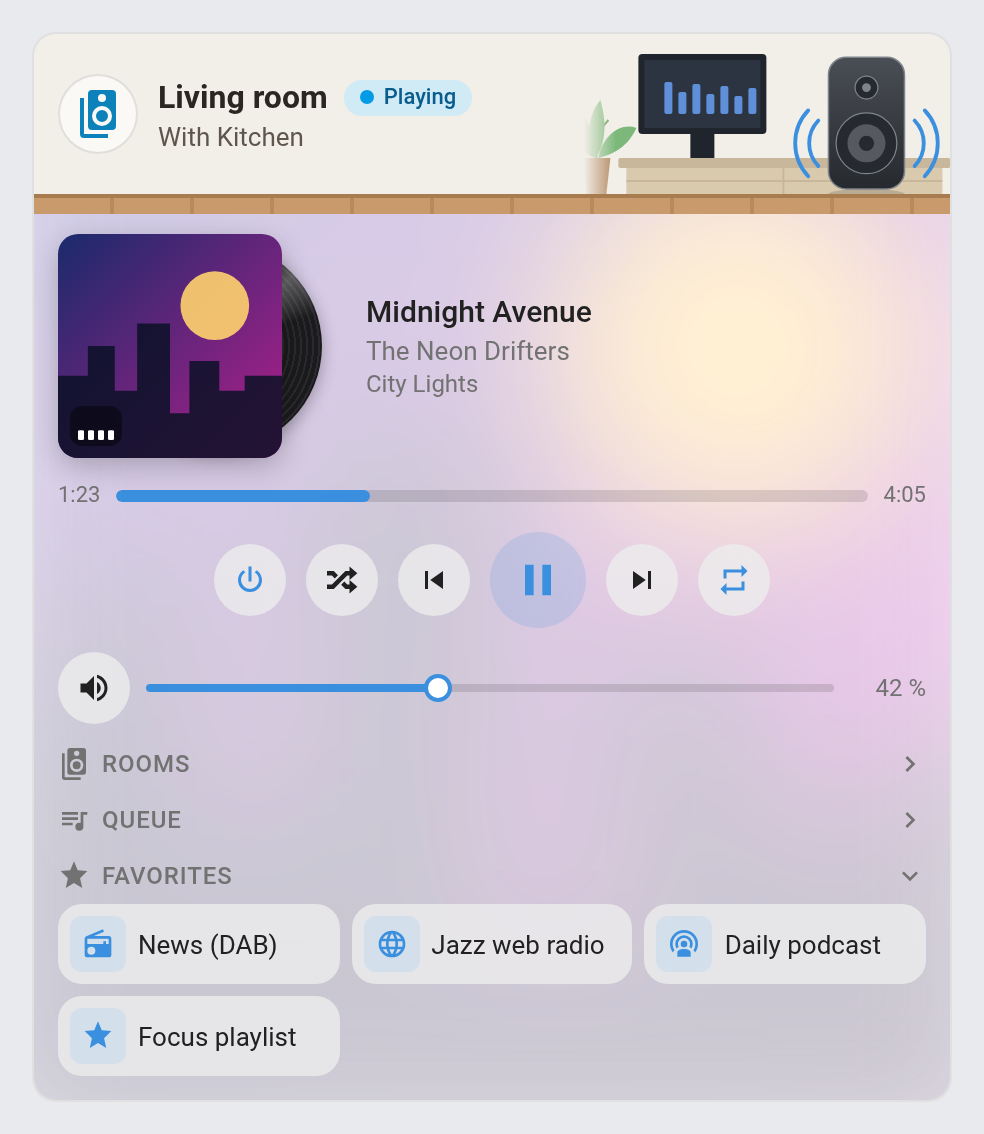 Living room
Playing
With Kitchen
Midnight Avenue
The Neon Drifters
City Lights
1:23
4:05
42 %
ROOMS
QUEUE
FAVORITES
News (DAB)
Jazz web radio
Daily podcast
Focus playlist